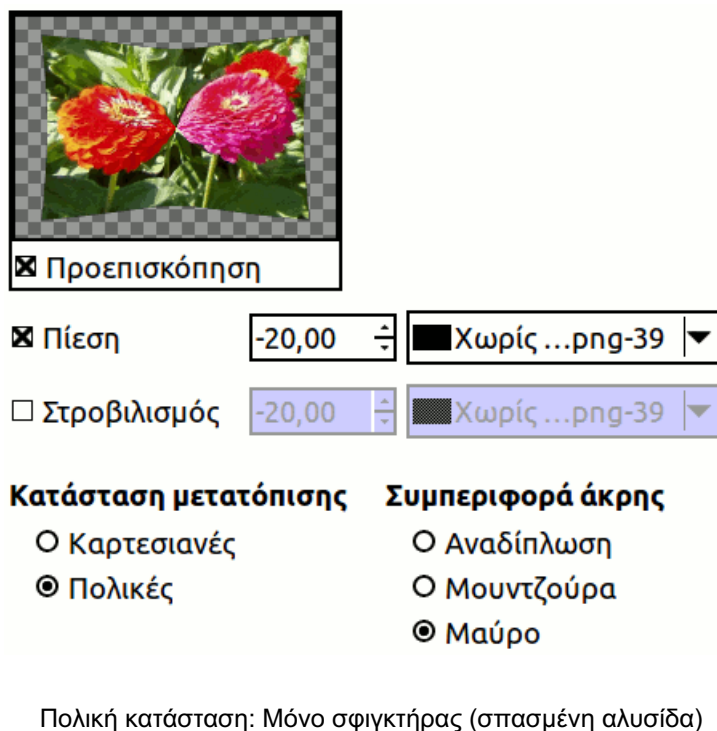 Προεπισκόπηση
Πίεση -20,00 Χωρίς ...png-39
Στροβιλισμός -20,00 Χωρίς ...png-39
Κατάσταση μετατόπισης Συμπεριφορά άκρης
Καρτεσιανές Αναδίπλωση
Πολικές Μουντζούρα
Μαύρο
Πολική κατάσταση: Μόνο σφιγκτήρας (σπασμένη αλυσίδα)